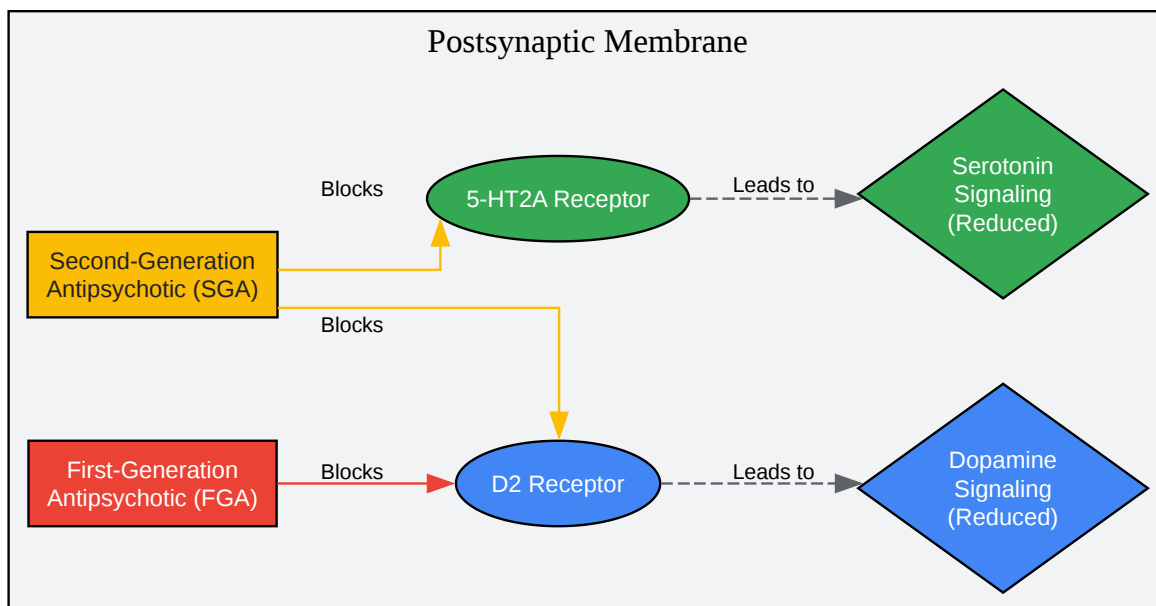 Postsynaptic Membrane
Blocks
5-HT2A Receptor
Leads to
Serotonin
Signaling
(Reduced)
Second-Generation
Antipsychotic (SGA)
Blocks
First-Generation
Antipsychotic (FGA)
Blocks
D2 Receptor
Leads to
Dopamine
Signaling
(Reduced)